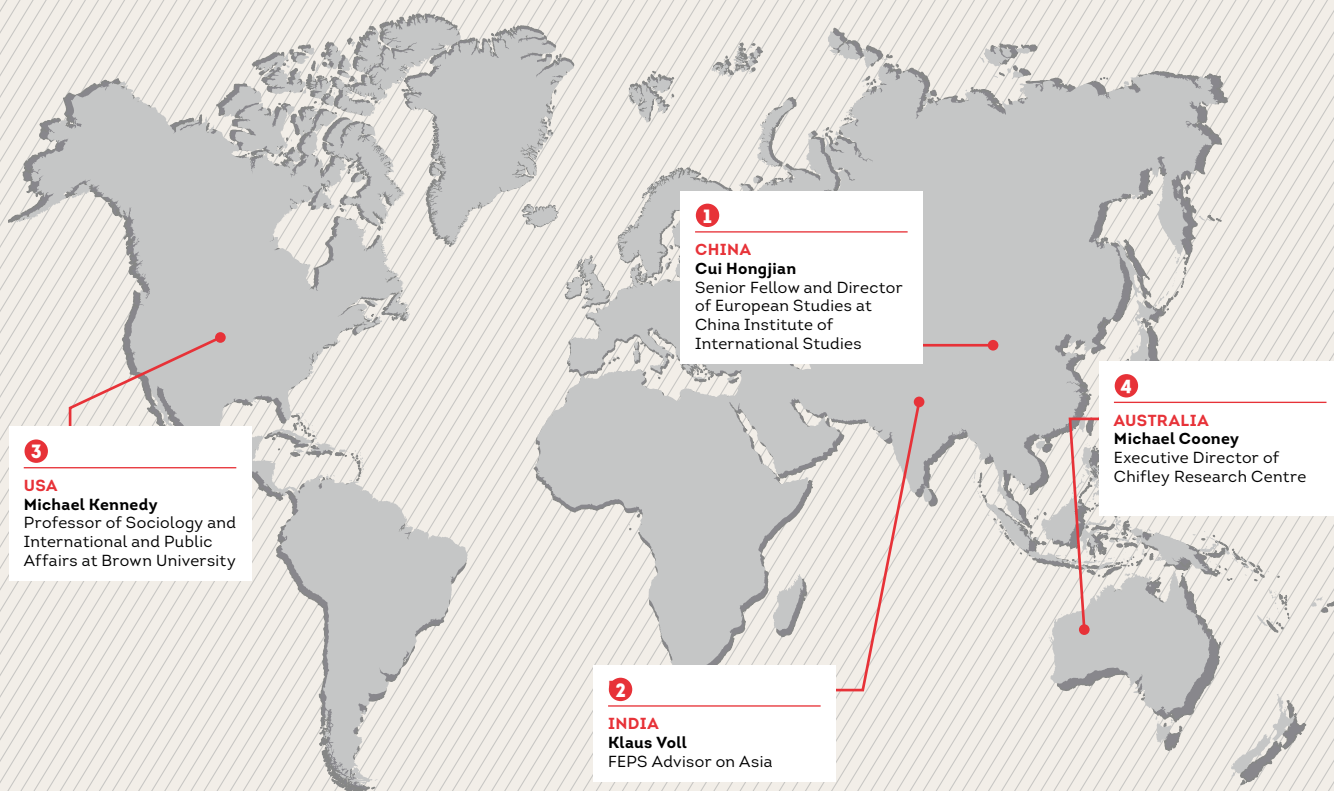 1
CHINA
Cui Hongjian
Senior Fellow and Director
of European Studies at
China Institute of
International Studies
2
INDIA
Klaus Voll
FEPS Advisor on Asia
3
USA
Michael Kennedy
Professor of Sociology and
International and Public
Affairs at Brown University
4
AUSTRALIA
Michael Cooney
Executive Director of
Chifley Research Centre